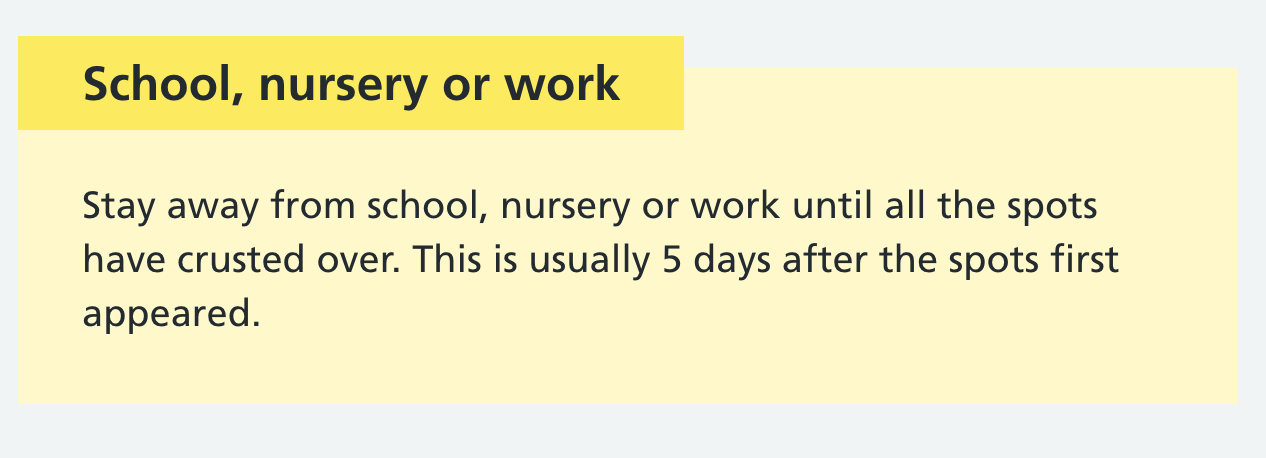 School, nursery or work
Stay away from school, nursery or work until all the spots
have crusted over. This is usually 5 days after the spots first
appeared.